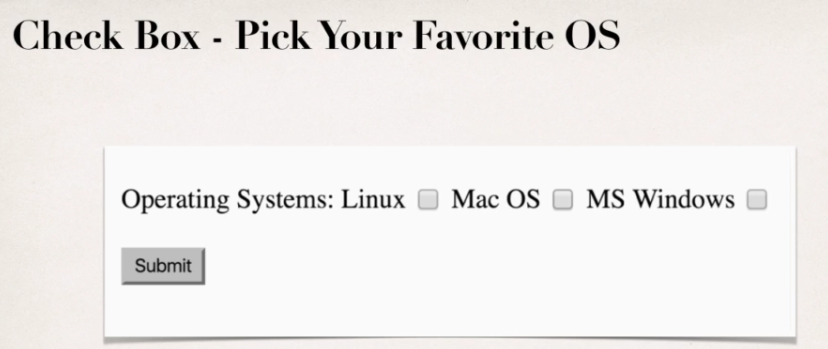 Check Box - Pick Your Favorite OS
Operating Systems: Linux Mac OS MS Windows
Submit